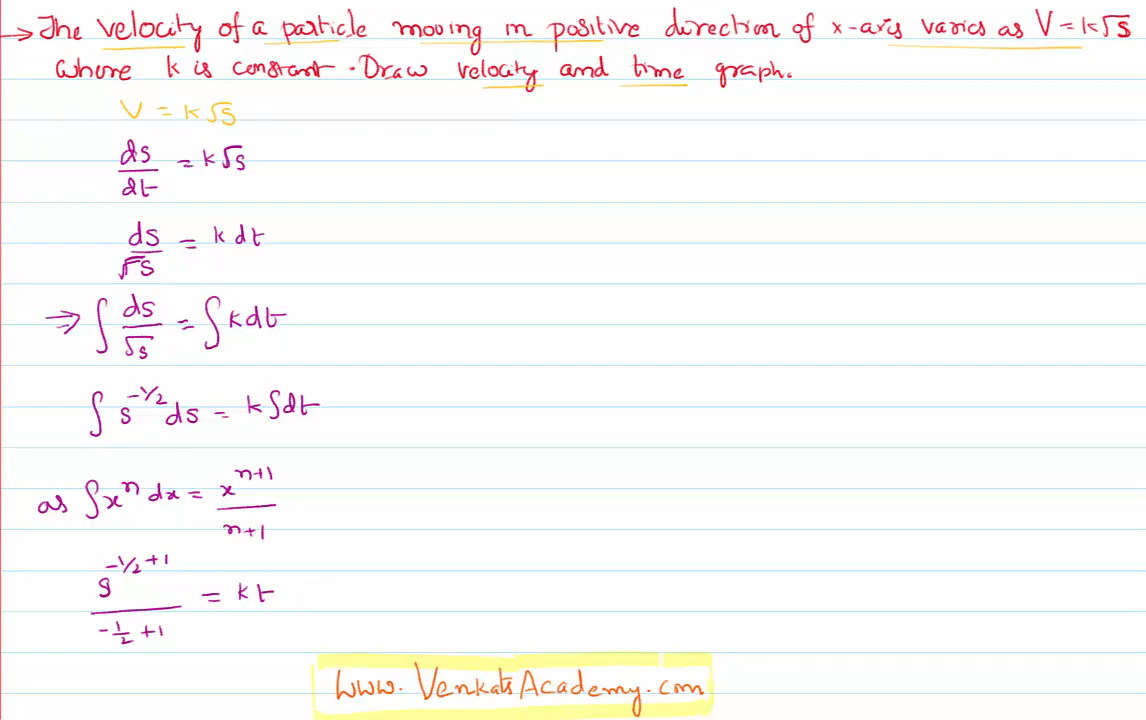 → The velocity of a particle moving in positive direction of x-axis varies as V = k√s
Where k is constant. Draw velocity and time graph.
V = k√s
ds/dt = k√s
ds/√s = k dt
⇒ ∫ ds/√s = ∫ k dt
∫ s^(-1/2) ds = k ∫ dt
as ∫ x^n dx = x^(n+1)/(n+1)
s^(-1/2+1)/(-1/2+1) = kt
www.VenkatsAcademy.com